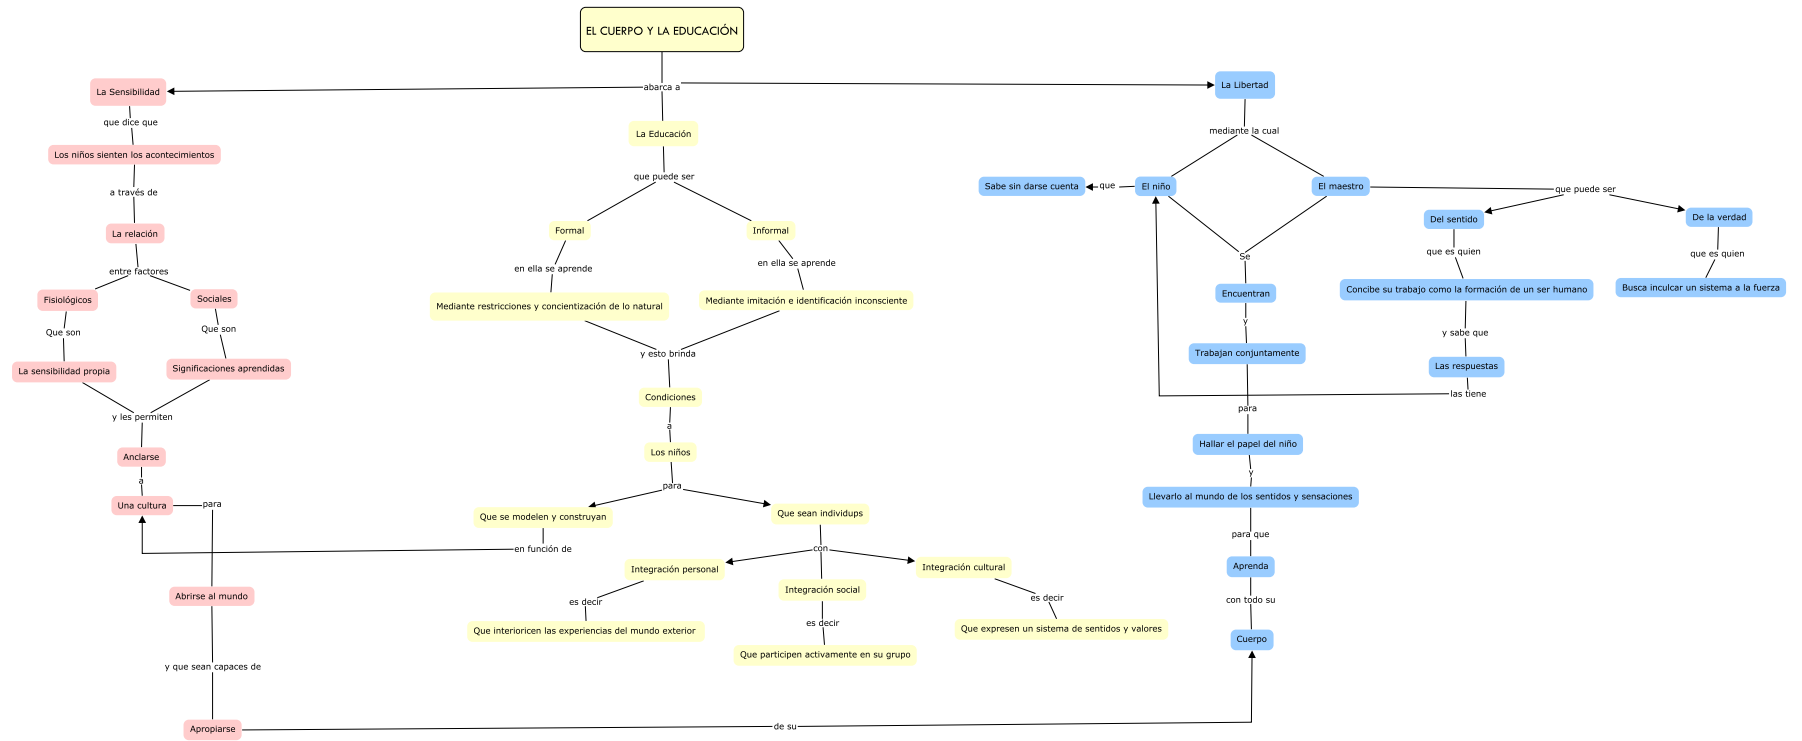 EL CUERPO Y LA EDUCACIÓN
abarca a
La Sensibilidad
que dice que
Los niños sienten los acontecimientos
a través de
La relación
entre factores
Fisiológicos
Sociales
Que son
Que son
La sensibilidad propia
Significaciones aprendidas
y les permiten
Anclarse
a
Una cultura
para
Abrirse al mundo
y que sean capaces de
Apropiarse
de su
La Educación
que puede ser
Formal
Informal
en ella se aprende
en ella se aprende
Mediante restricciones y concientización de lo natural
Mediante imitación e identificación inconsciente
y esto brinda
Condiciones
a
Los niños
para
Que se modelen y construyan
Que sean individups
en función de
con
Integración personal
Integración social
Integración cultural
es decir
es decir
es decir
Que interioricen las experiencias del mundo exterior
Que participen activamente en su grupo
Que expresen un sistema de sentidos y valores
La Libertad
mediante la cual
El niño
El maestro
que
Sabe sin darse cuenta
que puede ser
Del sentido
De la verdad
que es quien
que es quien
Concibe su trabajo como la formación de un ser humano
Busca inculcar un sistema a la fuerza
y sabe que
Las respuestas
las tiene
Se
Encuentran
y
Trabajan conjuntamente
para
Hallar el papel del niño
y
Llevarlo al mundo de los sentidos y sensaciones
para que
Aprenda
con todo su
Cuerpo